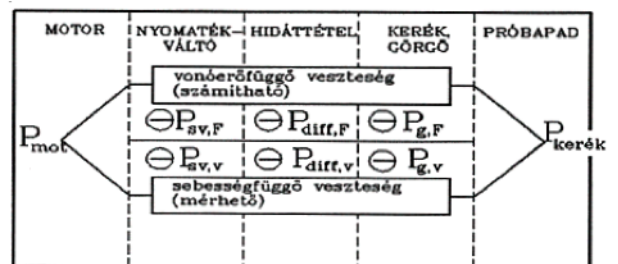 MOTOR
NYOMATÉK-
VÁLTÓ
HIDÁTTÉTEL
KERÉK,
GÖRGŐ
PRÓBAPAD
vonóerőfüggő veszteség
(számítható)
⊖P_sv,F ⊖P_diff,F ⊖P_g,F
P_mot
P_kerék
⊖P_sv,v ⊖P_diff,v ⊖P_g,v
sebességfüggő veszteség
(mérhető)